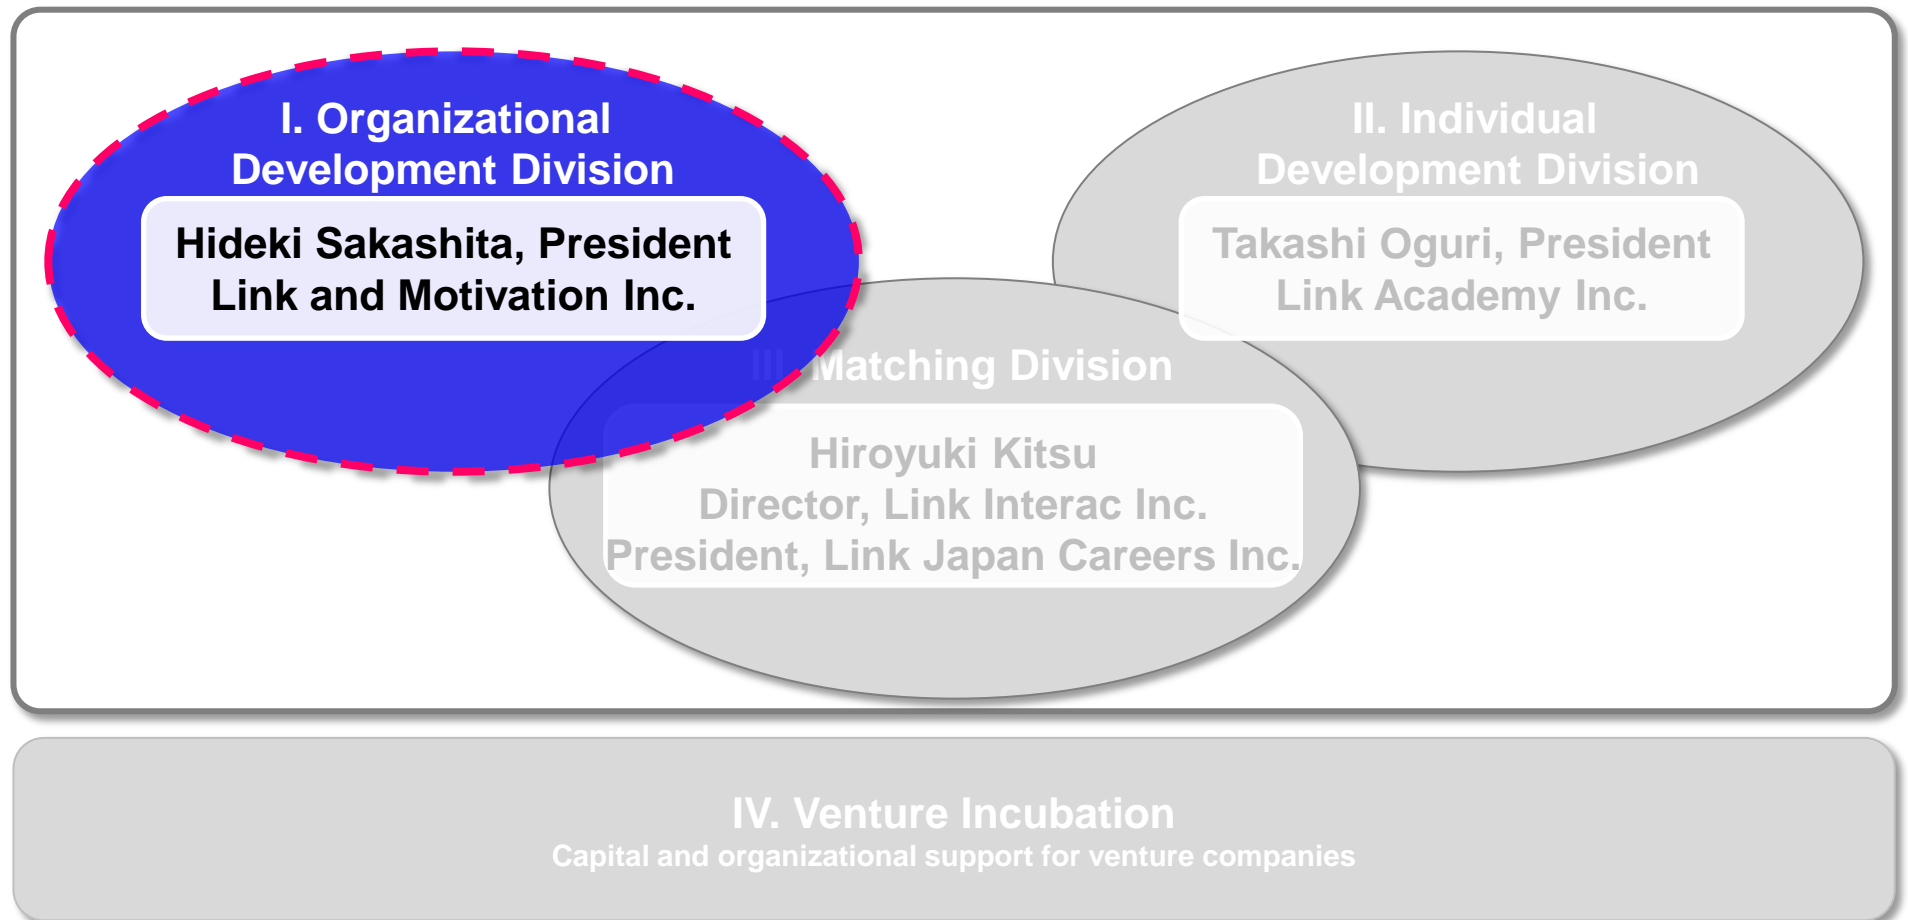 I. Organizational
Development Division
Hideki Sakashita, President
Link and Motivation Inc.
II. Individual
Development Division
Takashi Oguri, President
Link Academy Inc.
III. Matching Division
Hiroyuki Kitsu
Director, Link Interac Inc.
President, Link Japan Careers Inc.
IV. Venture Incubation
Capital and organizational support for venture companies